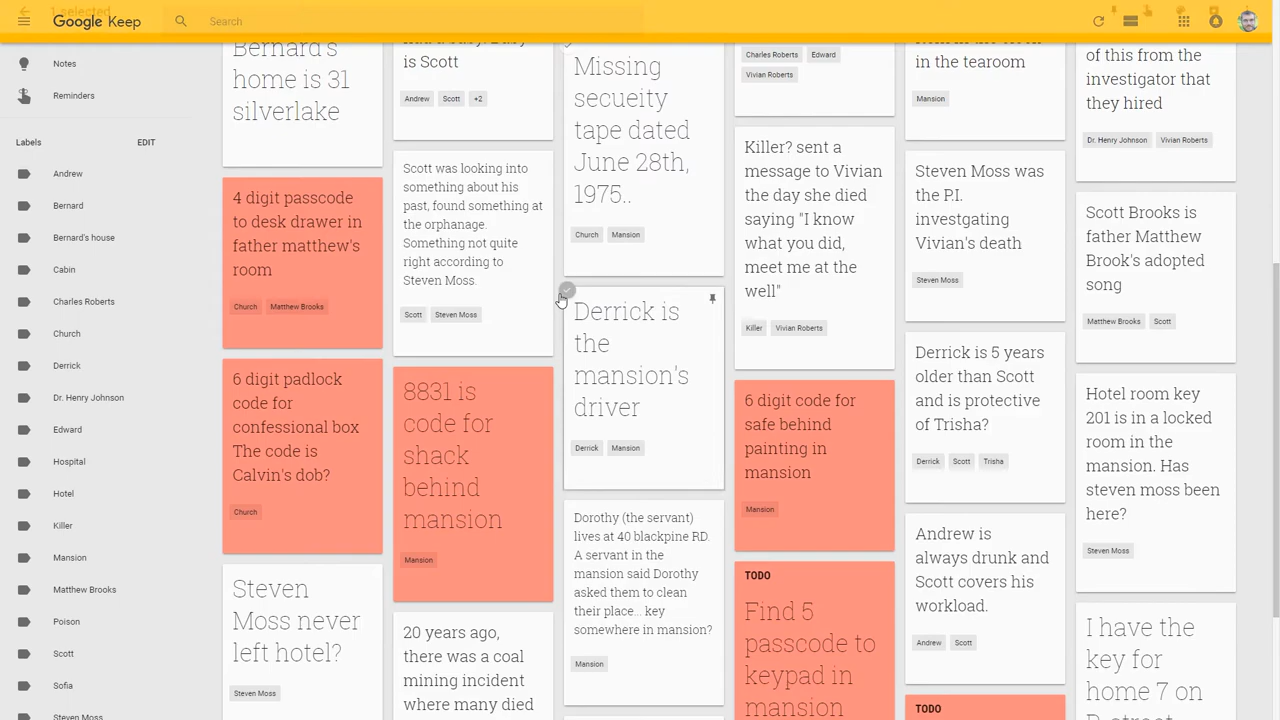 1 selected
Google Keep
Search
Notes
Reminders
Labels
EDIT
Andrew
Bernard
Bernard's house
Cabin
Charles Roberts
Church
Derrick
Dr. Henry Johnson
Edward
Hospital
Hotel
Killer
Mansion
Matthew Brooks
Poison
Scott
Sofia
Steven Moss
Bernard's
home is 31
silverlake
4 digit passcode
to desk drawer in
father matthew's
room
Church
Matthew Brooks
6 digit padlock
code for
confessional box
The code is
Calvin's dob?
Church
Steven
Moss never
left hotel?
Steven Moss
is Scott
Andrew
Scott
+2
Scott was looking into
something about his
past, found something at
the orphanage.
Something not quite
right according to
Steven Moss.
Scott
Steven Moss
8831 is
code for
shack
behind
mansion
Mansion
20 years ago,
there was a coal
mining incident
where many died
Missing
secueity
tape dated
June 28th,
1975..
Church
Mansion
Derrick is
the
mansion's
driver
Derrick
Mansion
Dorothy (the servant)
lives at 40 blackpine RD.
A servant in the
mansion said Dorothy
asked them to clean
their place... key
somewhere in mansion?
Mansion
Charles Roberts
Edward
Vivian Roberts
Killer? sent a
message to Vivian
the day she died
saying "I know
what you did,
meet me at the
well"
Killer
Vivian Roberts
6 digit code for
safe behind
painting in
mansion
Mansion
TODO
Find 5
passcode to
keypad in
mansion
in the tearoom
Mansion
Steven Moss was
the P.I.
investgating
Vivian's death
Steven Moss
Derrick is 5 years
older than Scott
and is protective
of Trisha?
Derrick
Scott
Trisha
Andrew is
always drunk and
Scott covers his
workload.
Andrew
Scott
TODO
of this from the
investigator that
they hired
Dr. Henry Johnson
Vivian Roberts
Scott Brooks is
father Matthew
Brook's adopted
song
Matthew Brooks
Scott
Hotel room key
201 is in a locked
room in the
mansion. Has
steven moss been
here?
Steven Moss
I have the
key for
home 7 on